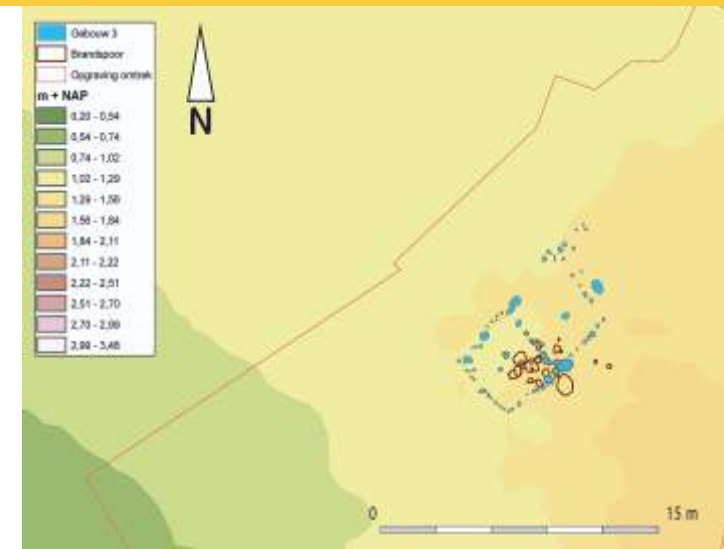 Gebouw 3
Brandspoor
Opgraving omtrek
m + NAP
0,20 - 0,54
0,54 - 0,74
0,74 - 1,02
1,02 - 1,29
1,29 - 1,56
1,56 - 1,84
1,84 - 2,11
2,11 - 2,22
2,22 - 2,51
2,51 - 2,70
2,70 - 2,99
2,99 - 3,46
N
0 15 m